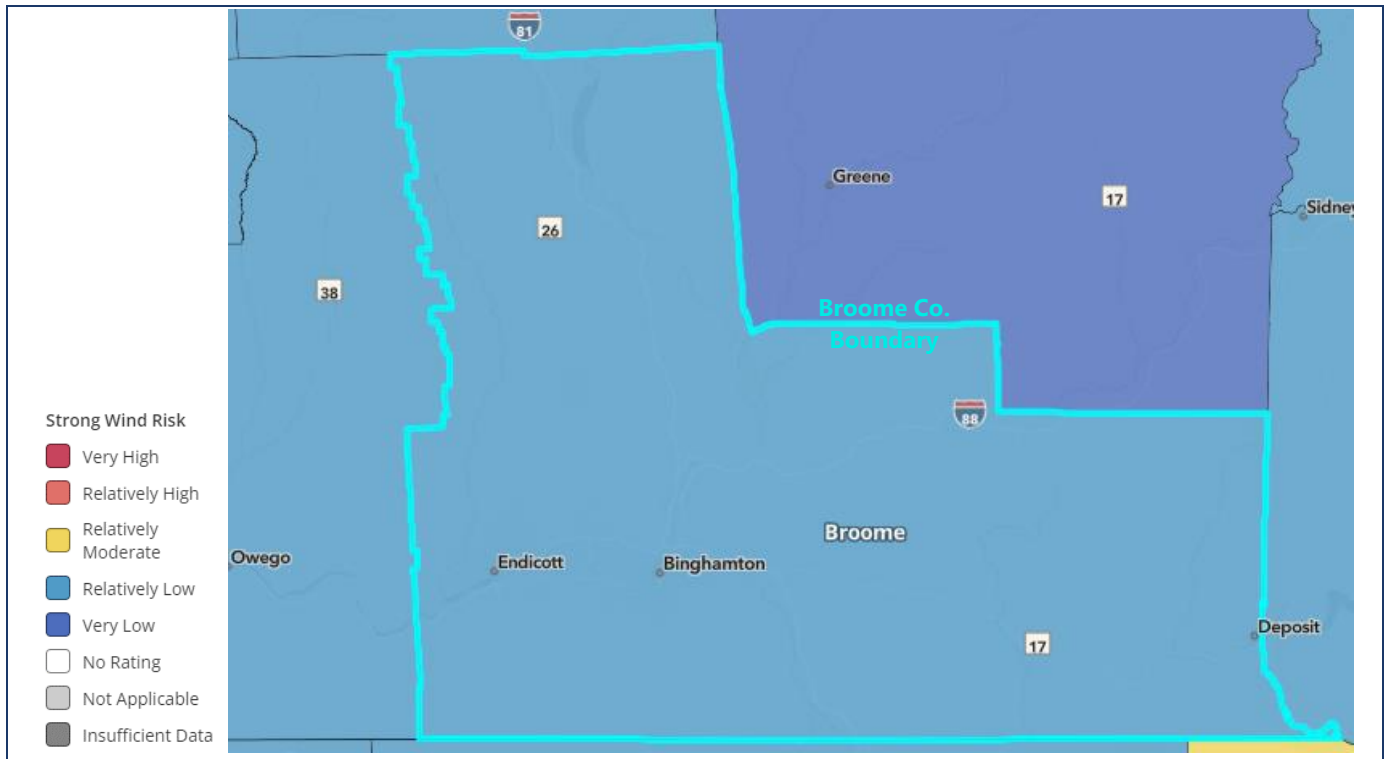 81
Greene
17
Sidney
26
38
Broome Co.
Boundary
88
Strong Wind Risk
Very High
Relatively High
Relatively
Moderate
Relatively Low
Very Low
No Rating
Not Applicable
Insufficient Data
Broome
Owego
Endicott
Binghamton
Deposit
17